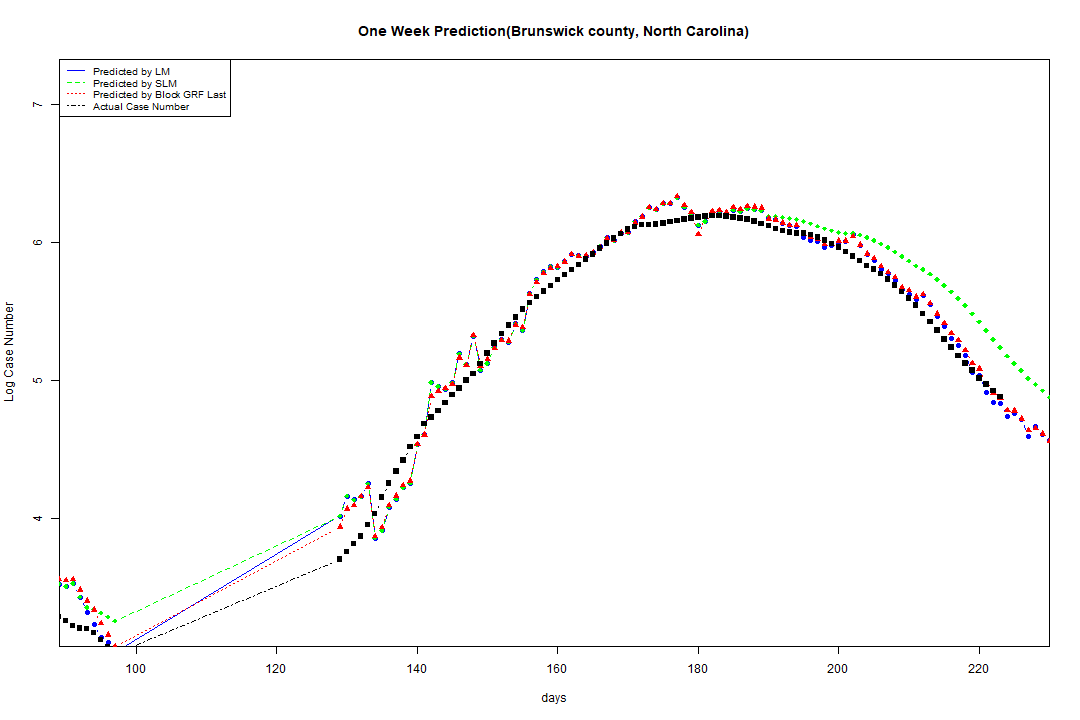 One Week Prediction(Brunswick county, North Carolina)
Predicted by LM
Predicted by SLM
Predicted by Block GRF Last
Actual Case Number
Log Case Number
7
6
5
4
100 120 140 160 180 200 220
days